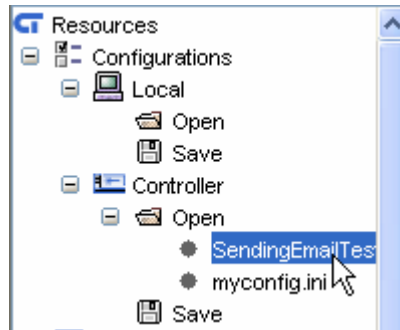 Resources
Configurations
Local
Open
Save
Controller
Open
SendingEmailTes
myconfig.ini
Save